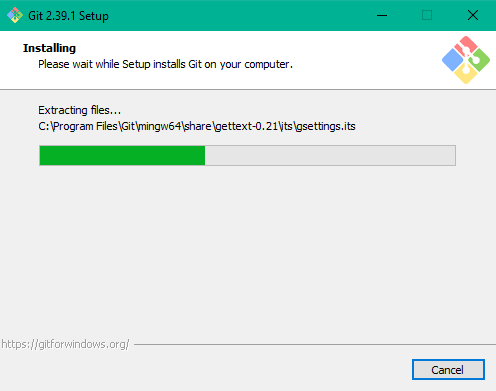 Git 2.39.1 Setup
Installing
Please wait while Setup installs Git on your computer.
Extracting files...
C:\Program Files\Git\mingw64\share\gettext-0.21\its\gsettings.its
https://gitforwindows.org/
Cancel